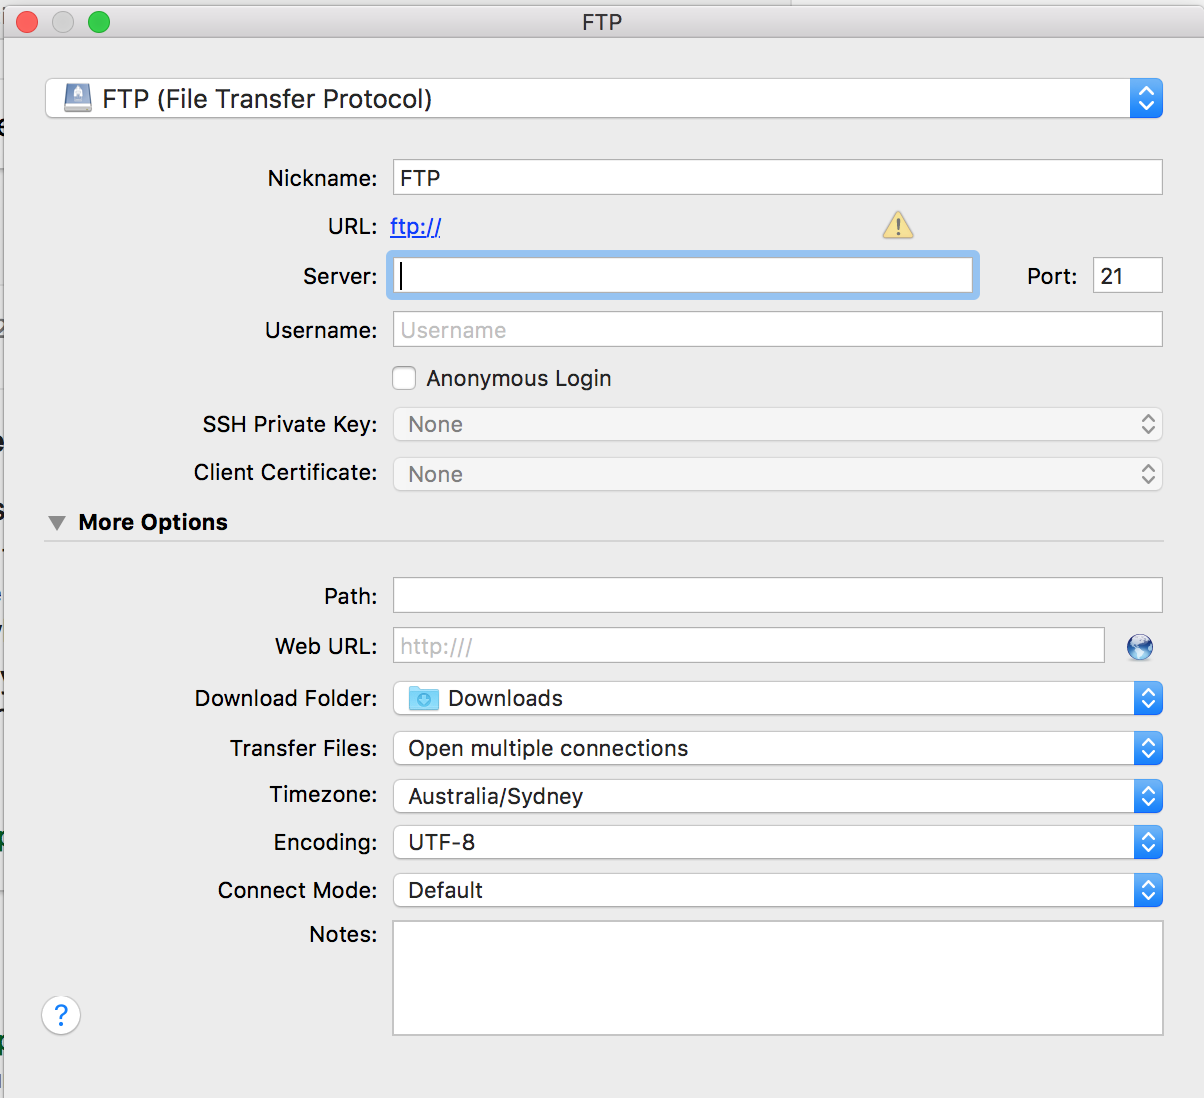 FTP
FTP (File Transfer Protocol)
Nickname: FTP
URL: ftp://
Server: Port: 21
Username: Username
Anonymous Login
SSH Private Key: None
Client Certificate: None
More Options
Path:
Web URL: http:///
Download Folder: Downloads
Transfer Files: Open multiple connections
Timezone: Australia/Sydney
Encoding: UTF-8
Connect Mode: Default
Notes:
?